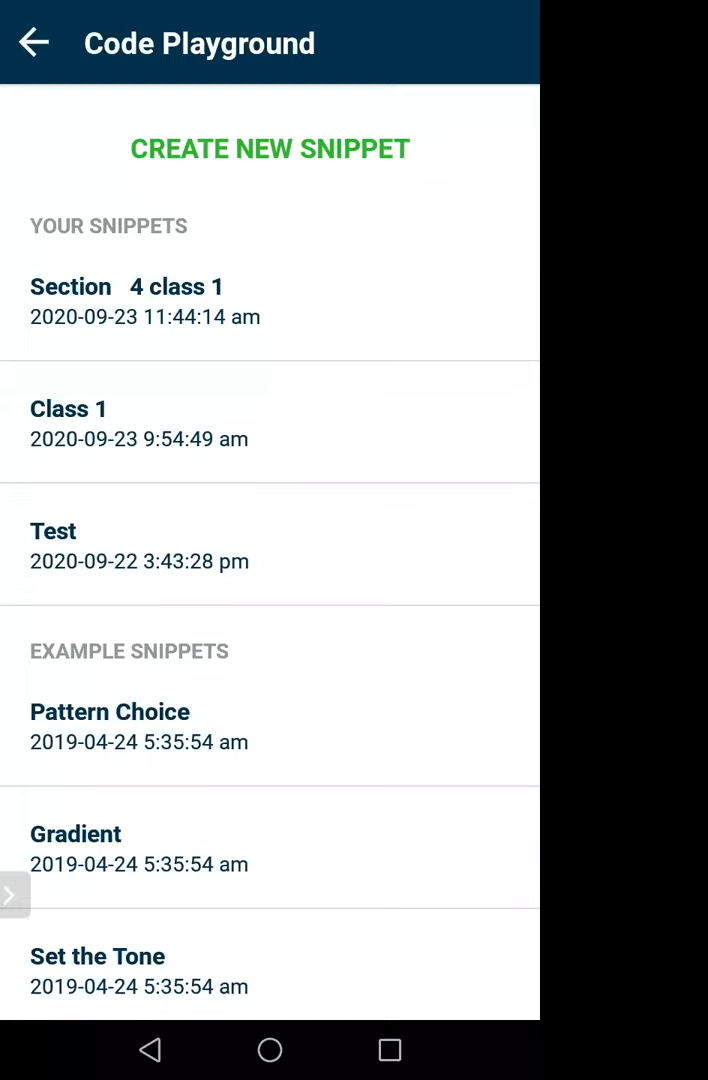 Code Playground
CREATE NEW SNIPPET
YOUR SNIPPETS
Section 4 class 1
2020-09-23 11:44:14 am
Class 1
2020-09-23 9:54:49 am
Test
2020-09-22 3:43:28 pm
EXAMPLE SNIPPETS
Pattern Choice
2019-04-24 5:35:54 am
Gradient
2019-04-24 5:35:54 am
Set the Tone
2019-04-24 5:35:54 am